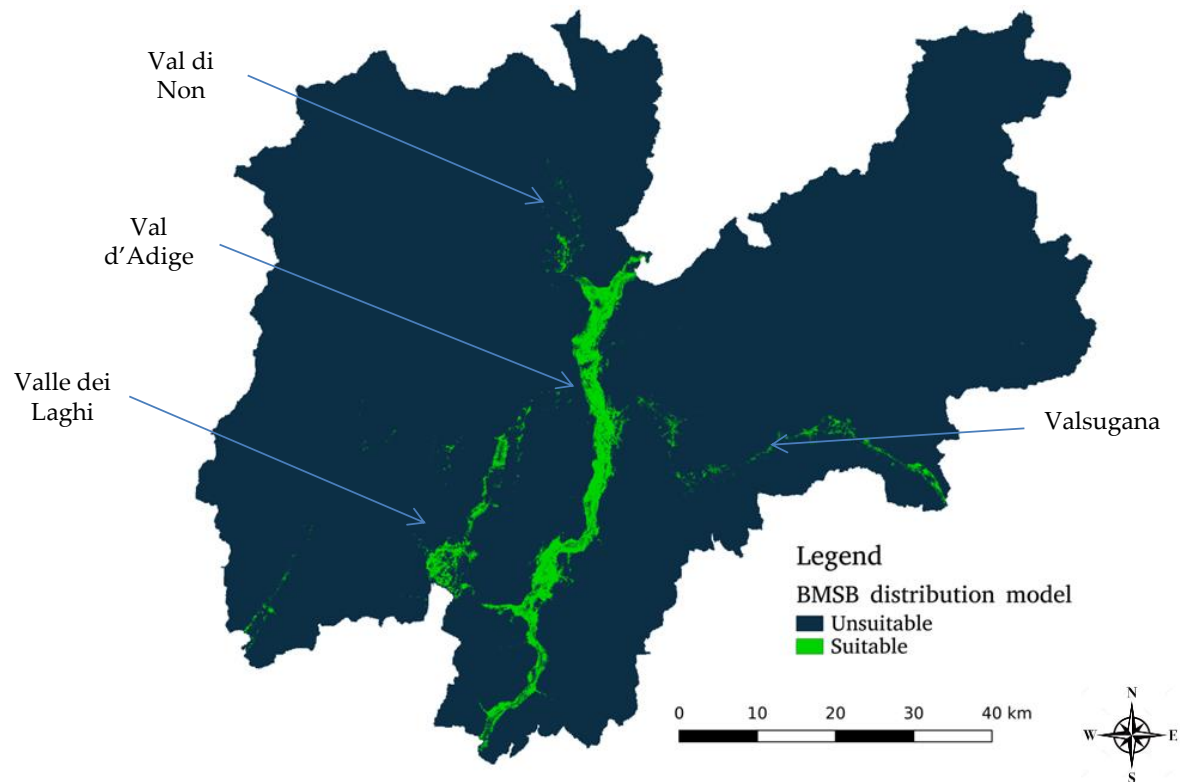 Val di
Non
Val
d’Adige
Valle dei
Laghi
Valsugana
Legend
BMSB distribution model
Unsuitable
Suitable
0 10 20 30 40 km
N
W E
S